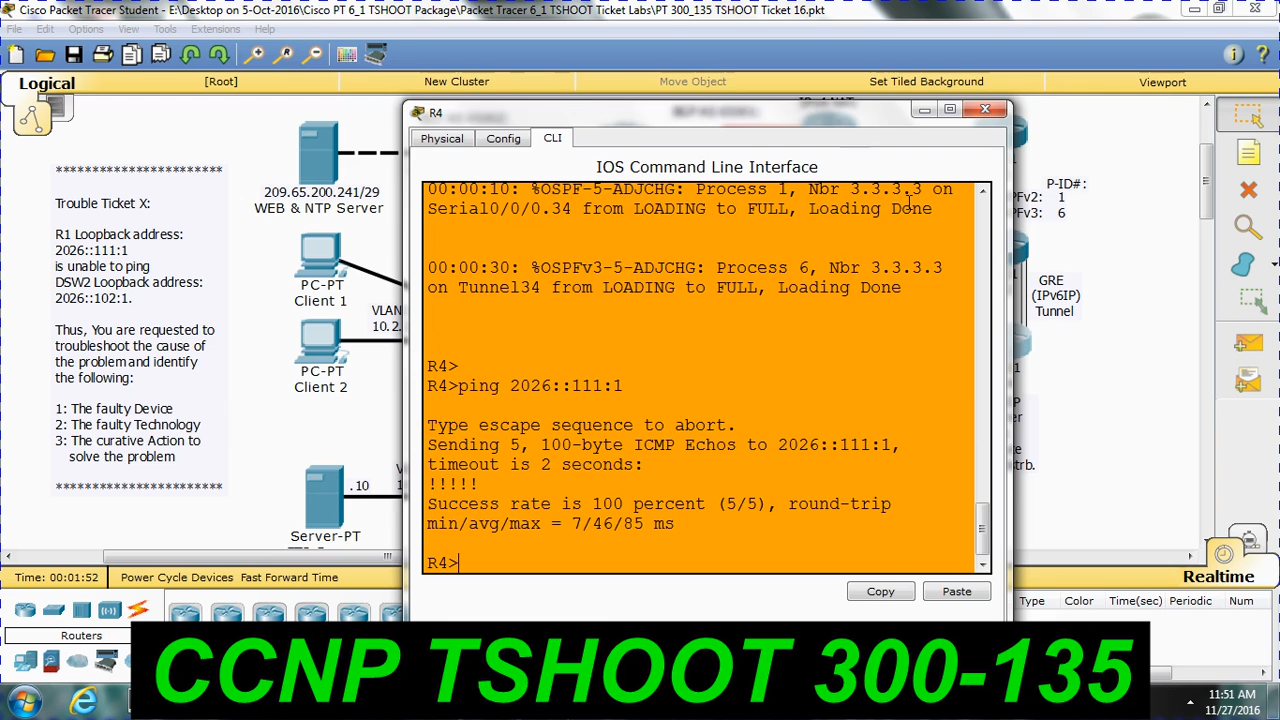 Cisco Packet Tracer Student - E:\Desktop on 5-Oct-2016\Cisco PT 6_1 TSHOOT Package\Packet Tracer 6_1 TSHOOT Ticket Labs\PT 300_135 TSHOOT Ticket 16.pkt
File Edit Options View Tools Extensions Help
Logical [Root] New Cluster Move Object Set Tiled Background Viewport
***********************
Trouble Ticket X:
R1 Loopback address:
2026::111:1
is unable to ping
DSW2 Loopback address:
2026::102:1.
Thus, You are requested to
troubleshoot the cause of
the problem and identify
the following:
1: The faulty Device
2: The faulty Technology
3: The curative Action to
solve the problem
***********************
209.65.200.241/29
WEB & NTP Server
PC-PT
Client 1
VLAN
10.2.
PC-PT
Client 2
.10
Server-PT
R4
Physical Config CLI
IOS Command Line Interface
00:00:10: %OSPF-5-ADJCHG: Process 1, Nbr 3.3.3.3 on
Serial0/0/0.34 from LOADING to FULL, Loading Done
00:00:30: %OSPFv3-5-ADJCHG: Process 6, Nbr 3.3.3.3
on Tunnel34 from LOADING to FULL, Loading Done
R4>
R4>ping 2026::111:1
Type escape sequence to abort.
Sending 5, 100-byte ICMP Echos to 2026::111:1,
timeout is 2 seconds:
!!!!!
Success rate is 100 percent (5/5), round-trip
min/avg/max = 7/46/85 ms
R4>
Copy Paste
P-ID#:
PFv2: 1
PFv3: 6
GRE
(IPv6IP)
Tunnel
trb.
Time: 00:01:52 Power Cycle Devices Fast Forward Time
Realtime
Type Color Time(sec) Periodic Num
Routers
CCNP TSHOOT 300-135
11:51 AM
11/27/2016